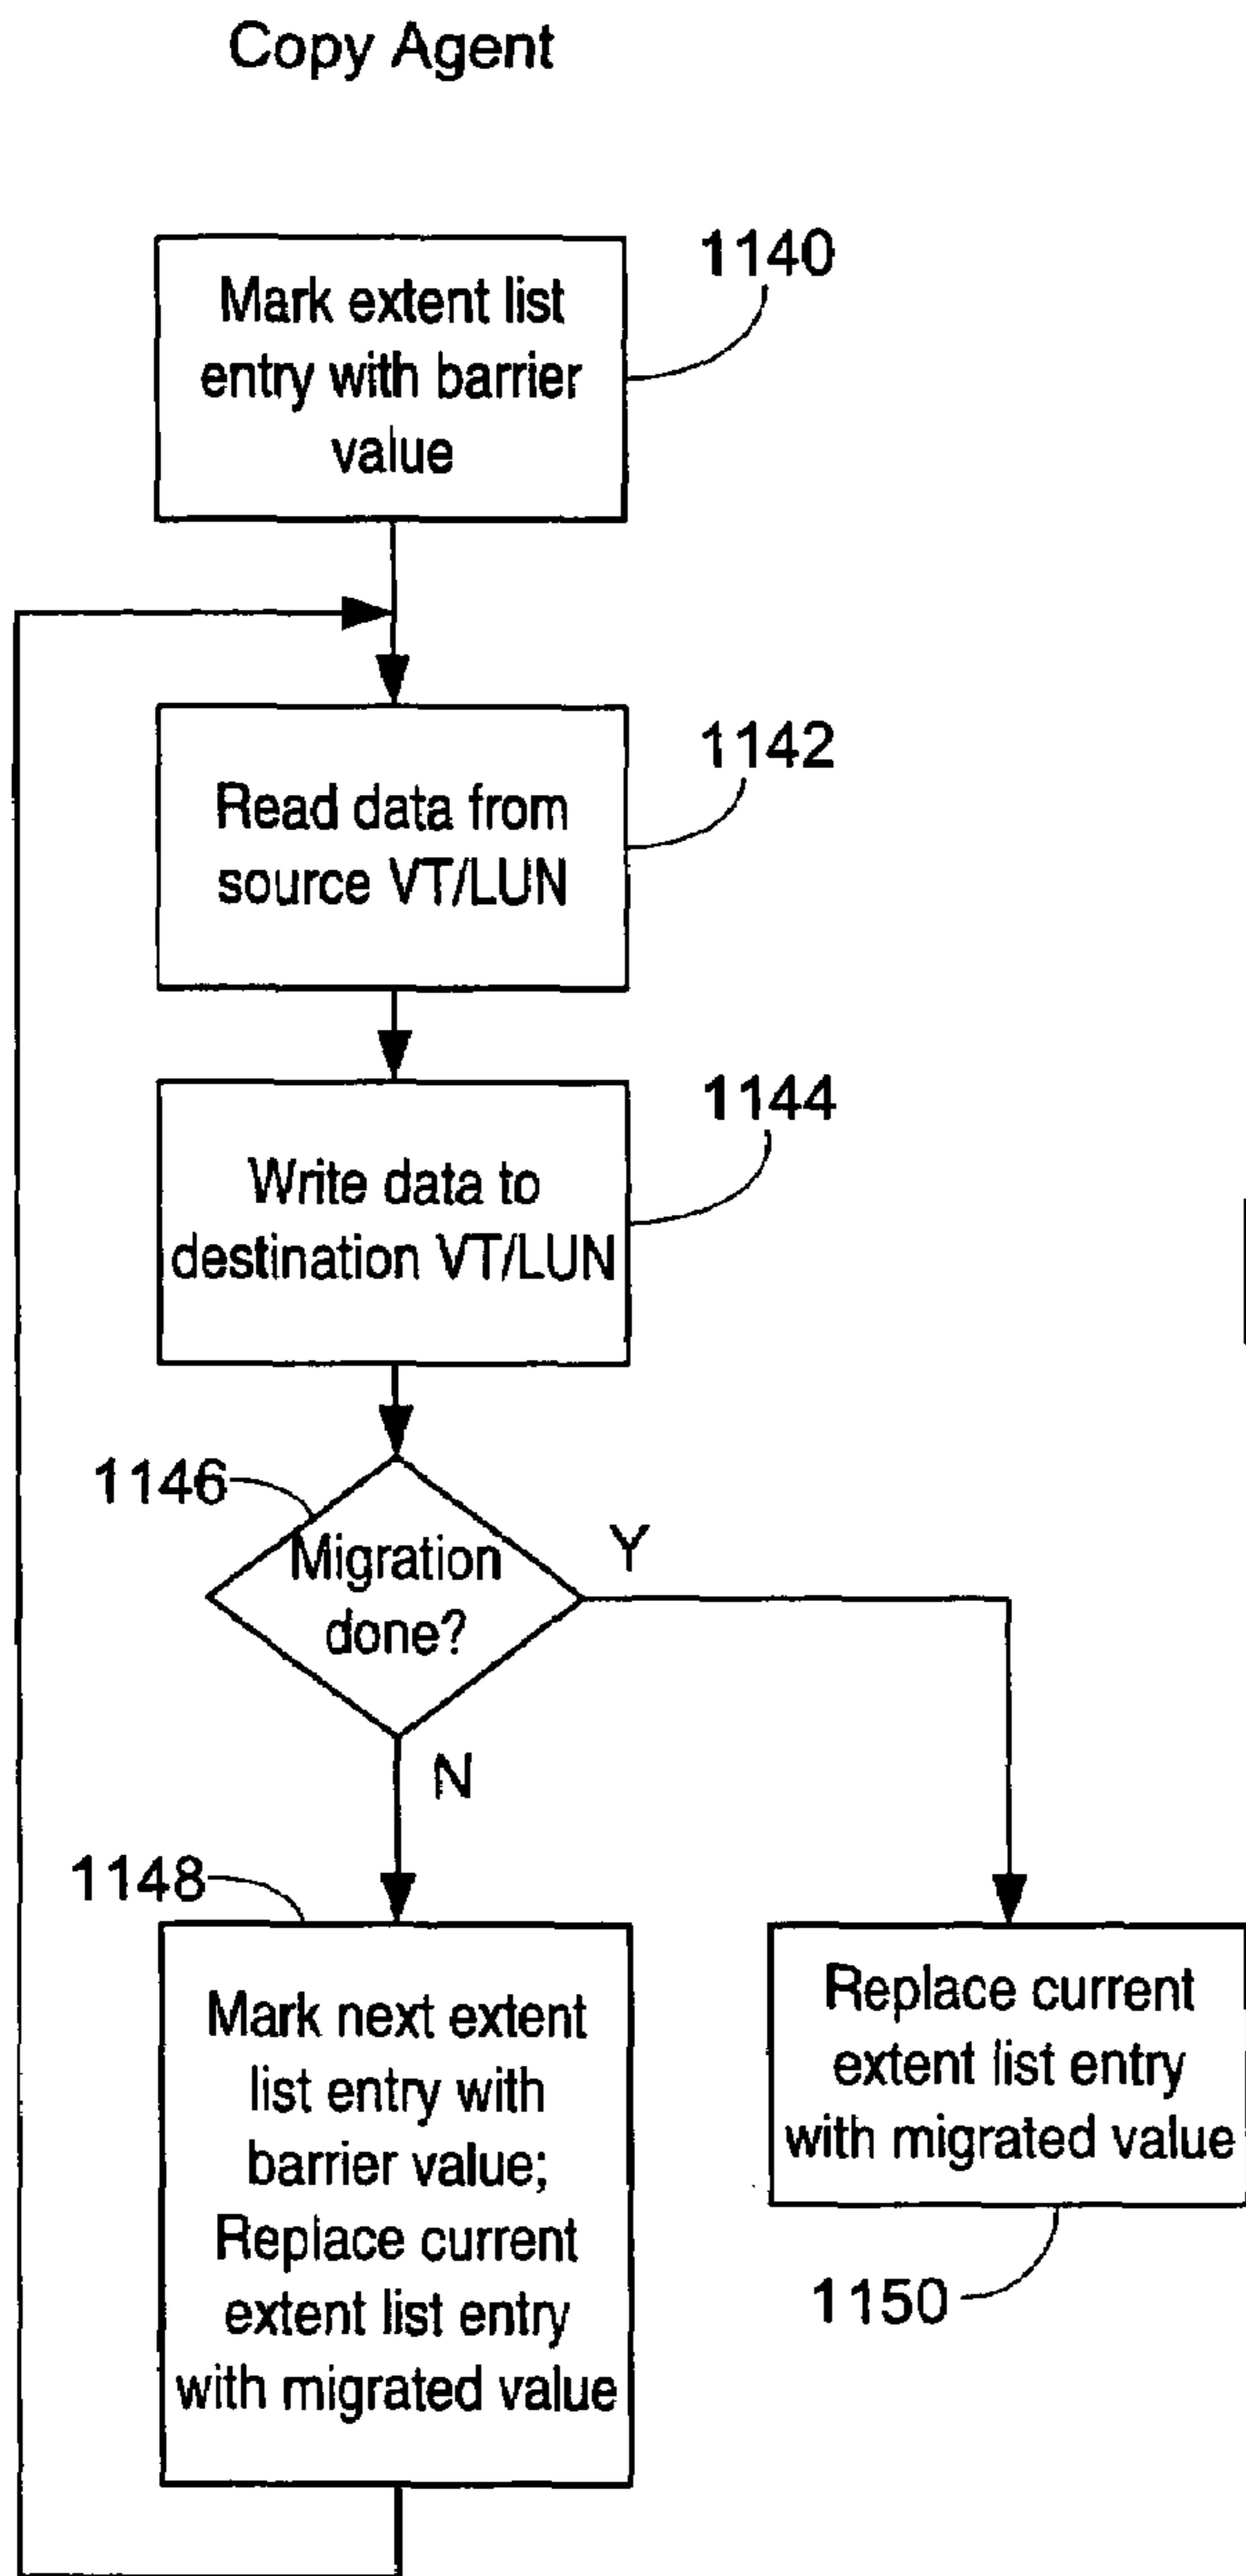 Copy Agent
1140
Mark extent list
entry with barrier
value
1142
Read data from
source VT/LUN
1144
Write data to
destination VT/LUN
1146
Migration
done?
Y
N
1148
Mark next extent
list entry with
barrier value;
Replace current
extent list entry
with migrated value
Replace current
extent list entry
with migrated value
1150